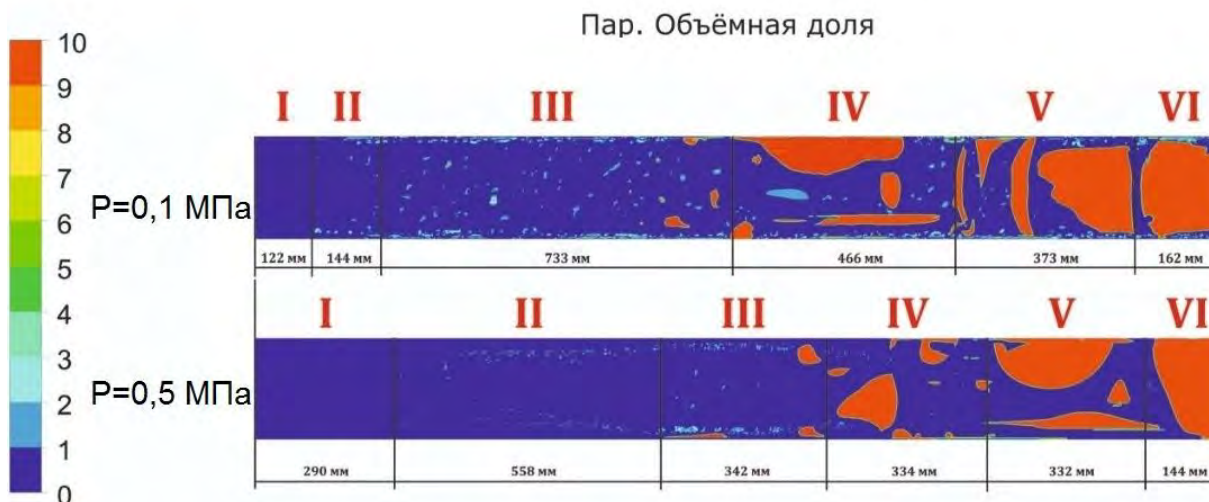 Пар. Объёмная доля
10
9
8
7
6
5
4
3
2
1
0
P=0,1 МПа
I II III IV V VI
122 мм 144 мм 733 мм 466 мм 373 мм 162 мм
P=0,5 МПа
I II III IV V VI
290 мм 558 мм 342 мм 334 мм 332 мм 144 мм